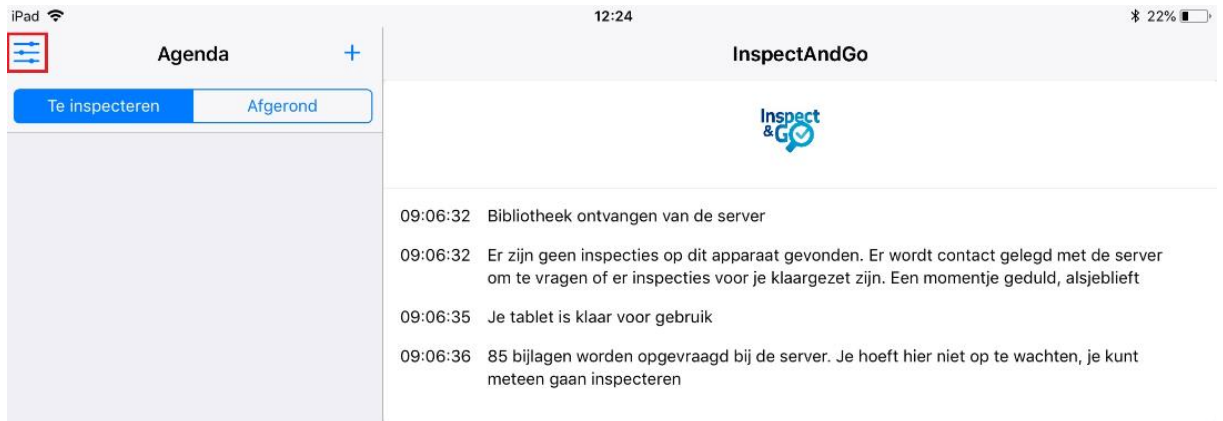 iPad 12:24 22%
Agenda +
InspectAndGo
Te inspecteren Afgerond
Inspect
&GO
09:06:32 Bibliotheek ontvangen van de server
09:06:32 Er zijn geen inspecties op dit apparaat gevonden. Er wordt contact gelegd met de server
om te vragen of er inspecties voor je klaargezet zijn. Een momentje geduld, alsjeblieft
09:06:35 Je tablet is klaar voor gebruik
09:06:36 85 bijlagen worden opgevraagd bij de server. Je hoeft hier niet op te wachten, je kunt
meteen gaan inspecteren